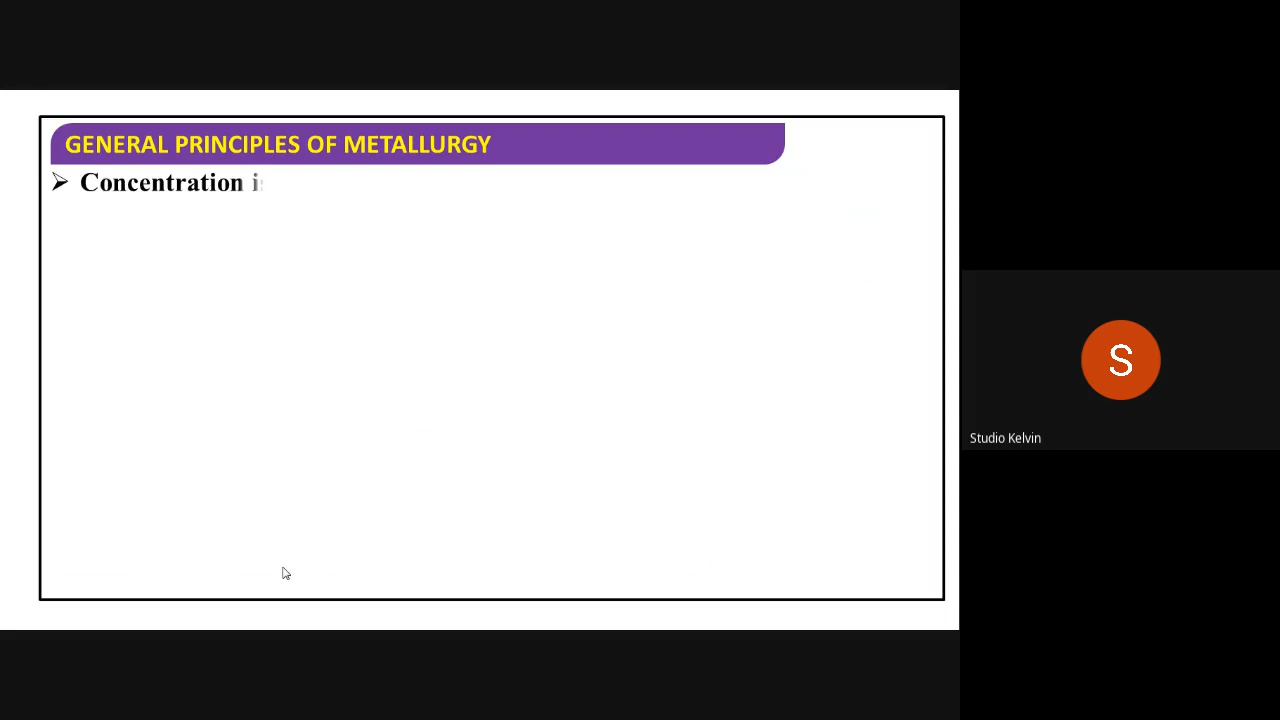 GENERAL PRINCIPLES OF METALLURGY
➢ Concentration
S
Studio Kelvin